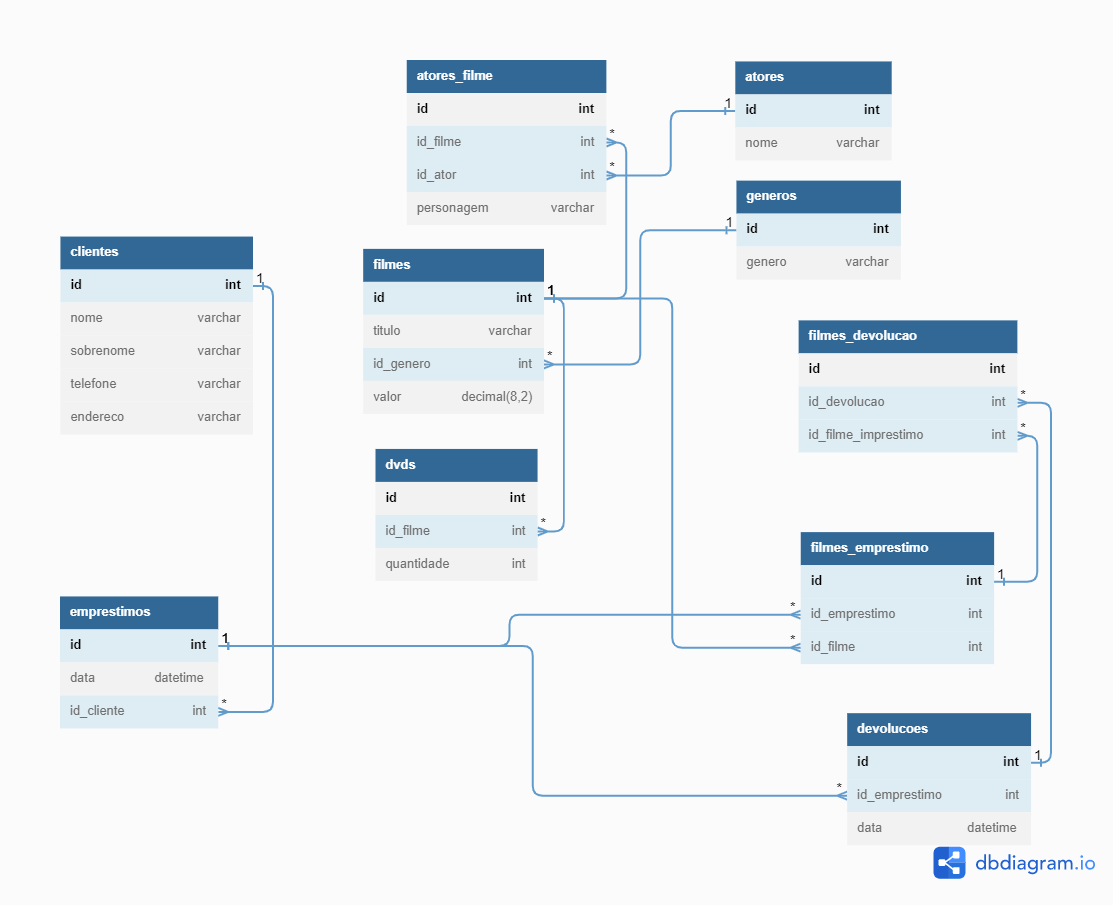 atores_filme
id int
id_filme int
id_ator int
personagem varchar
atores
id int
nome varchar
generos
id int
genero varchar
clientes
id int
nome varchar
sobrenome varchar
telefone varchar
endereco varchar
filmes
id int
titulo varchar
id_genero int
valor decimal(8,2)
filmes_devolucao
id int
id_devolucao int
id_filme_imprestimo int
dvds
id int
id_filme int
quantidade int
filmes_emprestimo
id int
id_emprestimo int
id_filme int
emprestimos
id int
data datetime
id_cliente int
devolucoes
id int
id_emprestimo int
data datetime
1
*
*
1
1
1
*
*
*
*
1
*
*
1
*
1
*
dbdiagram.io